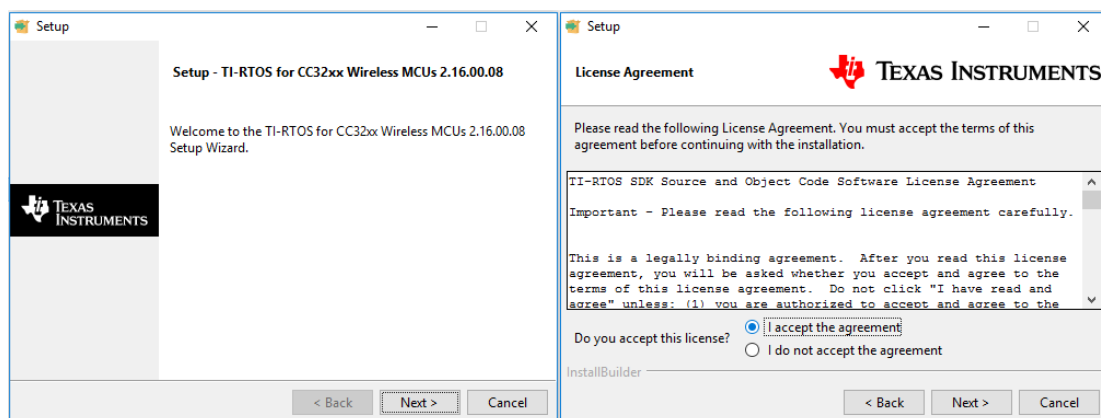 Setup
Setup - TI-RTOS for CC32xx Wireless MCUs 2.16.00.08
Welcome to the TI-RTOS for CC32xx Wireless MCUs 2.16.00.08
Setup Wizard.
TEXAS
INSTRUMENTS
< Back
Next >
Cancel
Setup
License Agreement
TEXAS INSTRUMENTS
Please read the following License Agreement. You must accept the terms of this
agreement before continuing with the installation.
TI-RTOS SDK Source and Object Code Software License Agreement
Important - Please read the following license agreement carefully.
This is a legally binding agreement.  After you read this license
agreement, you will be asked whether you accept and agree to the
terms of this license agreement.  Do not click "I have read and
agree" unless: (1) you are authorized to accept and agree to the
Do you accept this license?
I accept the agreement
I do not accept the agreement
InstallBuilder
< Back
Next >
Cancel